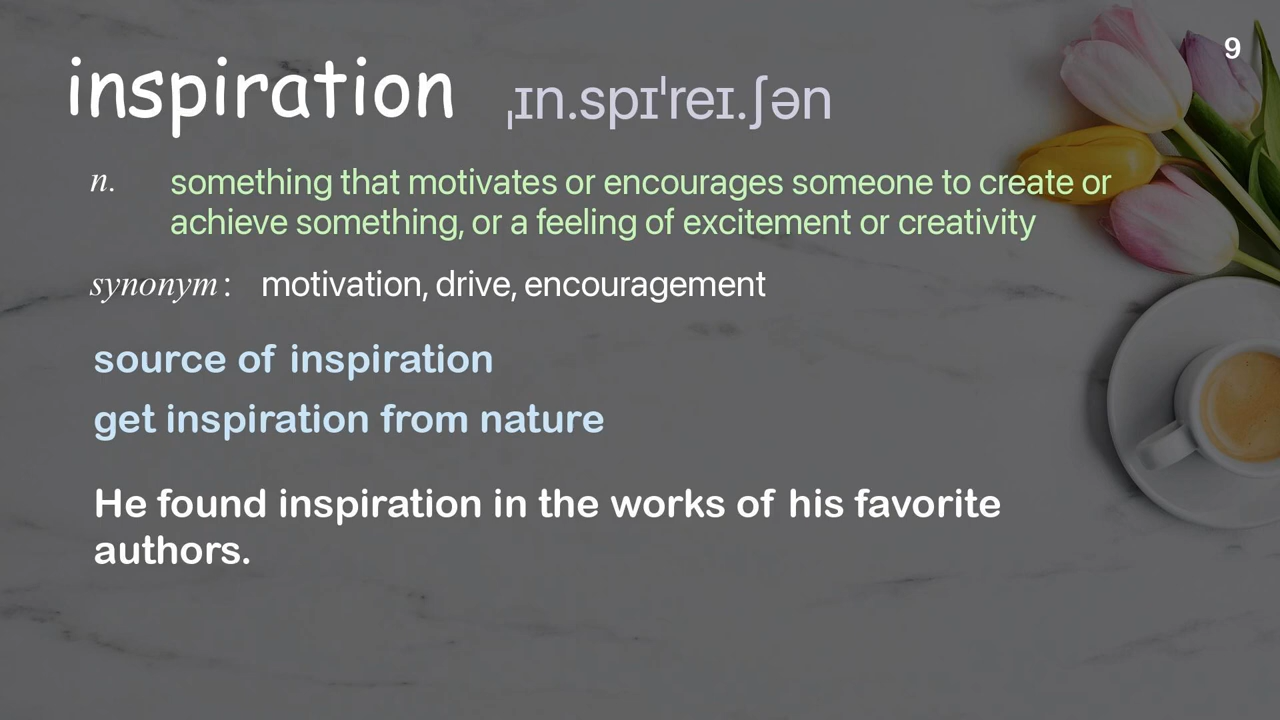 9
inspiration ˌɪn.spɪˈreɪ.ʃən
n. something that motivates or encourages someone to create or
achieve something, or a feeling of excitement or creativity
synonym : motivation, drive, encouragement
source of inspiration
get inspiration from nature
He found inspiration in the works of his favorite
authors.